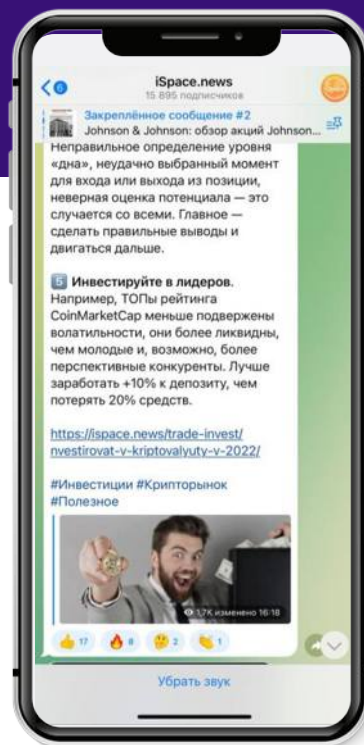 6
iSpace.news
15 895 подписчиков
Закреплённое сообщение #2
Johnson & Johnson: обзор акций Johnson...
Неправильное определение уровня
«дна», неудачно выбранный момент
для входа или выхода из позиции,
неверная оценка потенциала — это
случается со всеми. Главное —
сделать правильные выводы и
двигаться дальше.
5 Инвестируйте в лидеров.
Например, ТОПы рейтинга
CoinMarketCap меньше подвержены
волатильности, они более ликвидны,
чем молодые и, возможно, более
перспективные конкуренты. Лучше
заработать +10% к депозиту, чем
потерять 20% средств.
https://ispace.news/trade-invest/
nvestirovat-v-kriptovalyuty-v-2022/
#Инвестиции #Крипторынок
#Полезное
1,7K изменено 16:18
17 8 2 1
Убрать звук